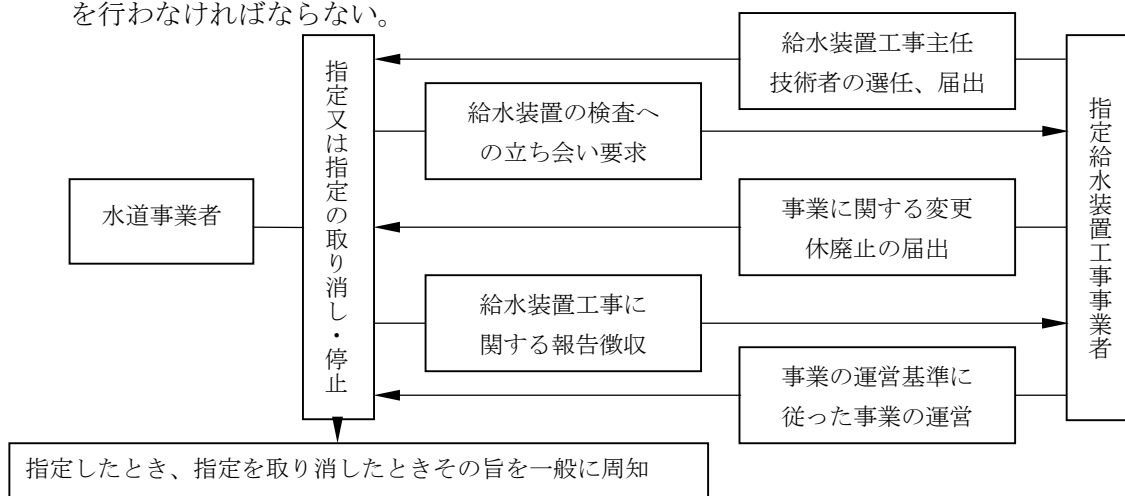 を行わなければならない。
給水装置工事主任
技術者の選任、届出
給水装置の検査へ
の立ち会い要求
水道事業者
指定又は指定の取り消し・停止
事業に関する変更
休廃止の届出
指定給水装置工事事業者
給水装置工事に
関する報告徴収
事業の運営基準に
従った事業の運営
指定したとき、指定を取り消したときその旨を一般に周知